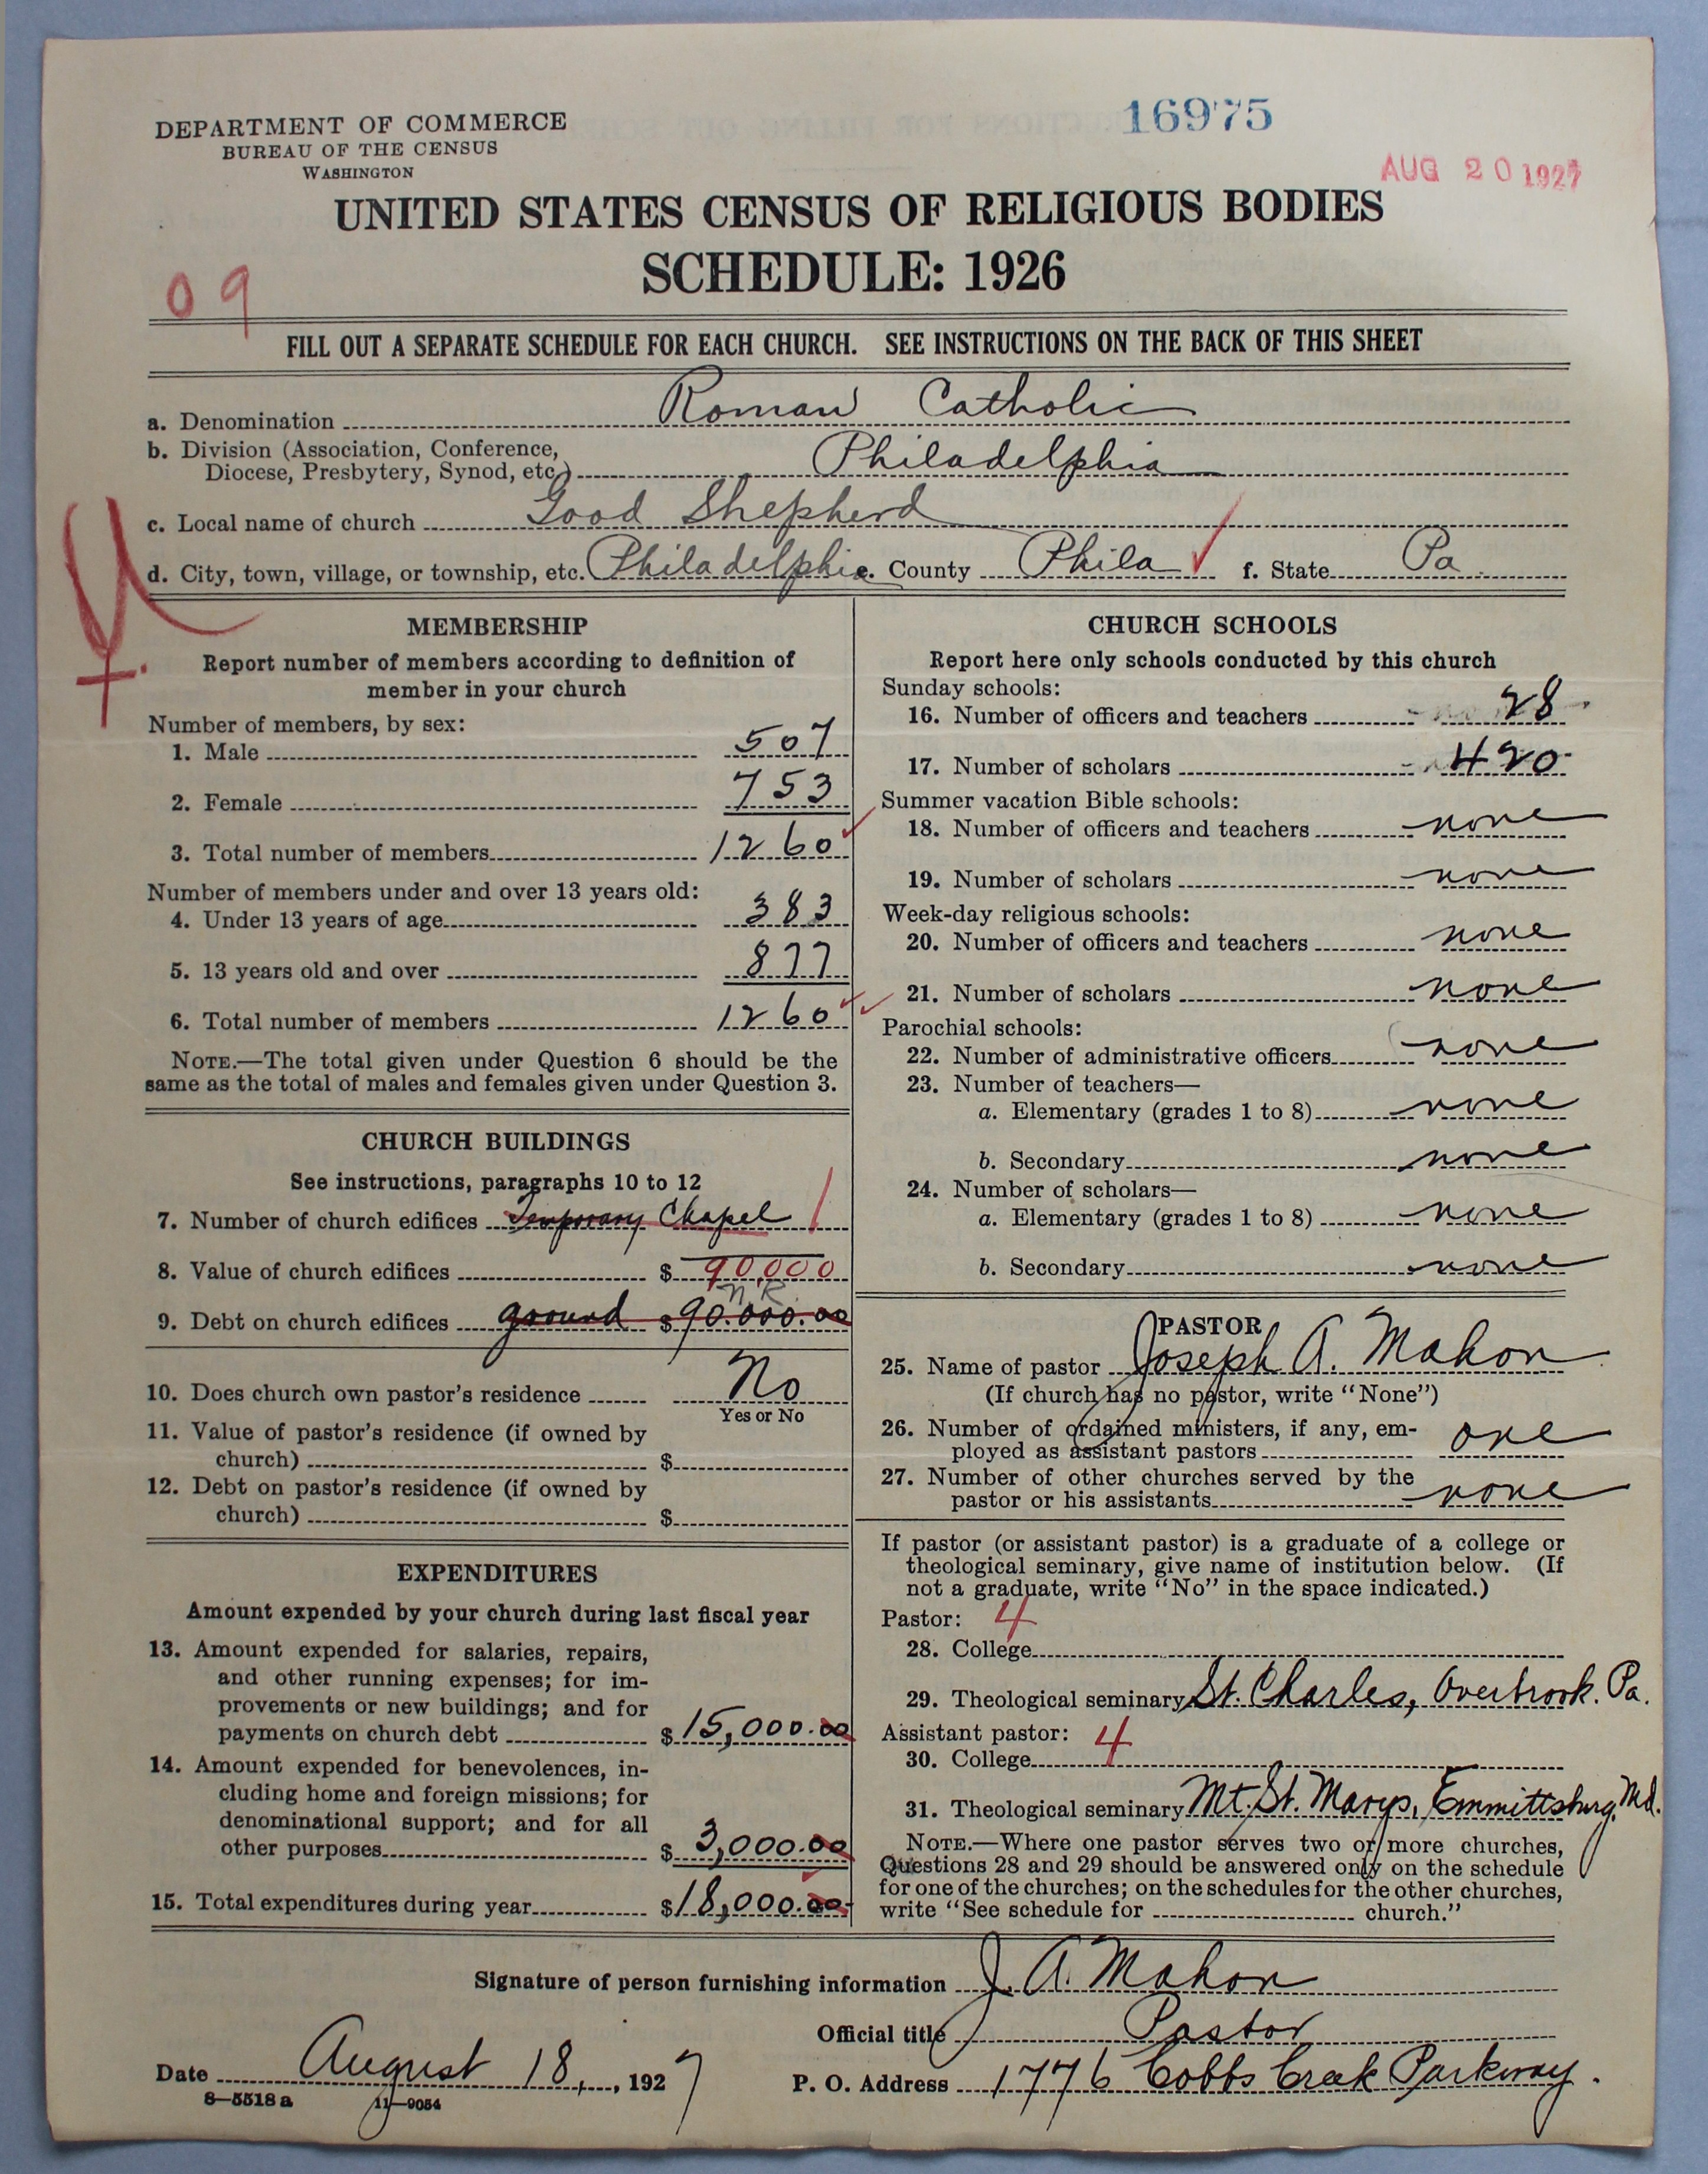 DEPARTMENT OF COMMERCE
BUREAU OF THE CENSUS
WASHINGTON
16975
AUG 20 1927
UNITED STATES CENSUS OF RELIGIOUS BODIES
SCHEDULE: 1926
09
FILL OUT A SEPARATE SCHEDULE FOR EACH CHURCH. SEE INSTRUCTIONS ON THE BACK OF THIS SHEET
a. Denomination Roman Catholic
b. Division (Association, Conference,
Diocese, Presbytery, Synod, etc.) Philadelphia
c. Local name of church Good Shepherd
d. City, town, village, or township, etc. Philadelphia e. County Phila f. State Pa
MEMBERSHIP
Report number of members according to definition of
member in your church
Number of members, by sex:
1. Male 507
2. Female 753
3. Total number of members 1260
Number of members under and over 13 years old:
4. Under 13 years of age 383
5. 13 years old and over 877
6. Total number of members 1260
NOTE.—The total given under Question 6 should be the
same as the total of males and females given under Question 3.
CHURCH BUILDINGS
See instructions, paragraphs 10 to 12
7. Number of church edifices Temporary Chapel 1
8. Value of church edifices $ 90,000
n.R.
9. Debt on church edifices ground $90.000.00
10. Does church own pastor's residence No
Yes or No
11. Value of pastor's residence (if owned by
church) $
12. Debt on pastor's residence (if owned by
church) $
EXPENDITURES
Amount expended by your church during last fiscal year
13. Amount expended for salaries, repairs,
and other running expenses; for im-
provements or new buildings; and for
payments on church debt $15,000.00
14. Amount expended for benevolences, in-
cluding home and foreign missions; for
denominational support; and for all
other purposes $3,000.00
15. Total expenditures during year $18,000.00
CHURCH SCHOOLS
Report here only schools conducted by this church
Sunday schools:
16. Number of officers and teachers 28
17. Number of scholars 420
Summer vacation Bible schools:
18. Number of officers and teachers none
19. Number of scholars none
Week-day religious schools:
20. Number of officers and teachers none
21. Number of scholars none
Parochial schools:
22. Number of administrative officers none
23. Number of teachers—
a. Elementary (grades 1 to 8) none
b. Secondary none
24. Number of scholars—
a. Elementary (grades 1 to 8) none
b. Secondary none
PASTOR
25. Name of pastor Joseph A. Mahon
(If church has no pastor, write "None")
26. Number of ordained ministers, if any, em-
ployed as assistant pastors one
27. Number of other churches served by the
pastor or his assistants none
If pastor (or assistant pastor) is a graduate of a college or
theological seminary, give name of institution below. (If
not a graduate, write "No" in the space indicated.)
Pastor: 4
28. College
29. Theological seminary St. Charles, Overbrook. Pa.
Assistant pastor: 4
30. College
31. Theological seminary Mt. St. Marys, Emmittsburg, Md.
NOTE.—Where one pastor serves two or more churches,
Questions 28 and 29 should be answered only on the schedule
for one of the churches; on the schedules for the other churches,
write "See schedule for church."
Signature of person furnishing information J. A. Mahon
Official title Pastor
Date August 18, 1927
P. O. Address 1776 Cobbs Creek Parkway.
8—5518 a 11—9054